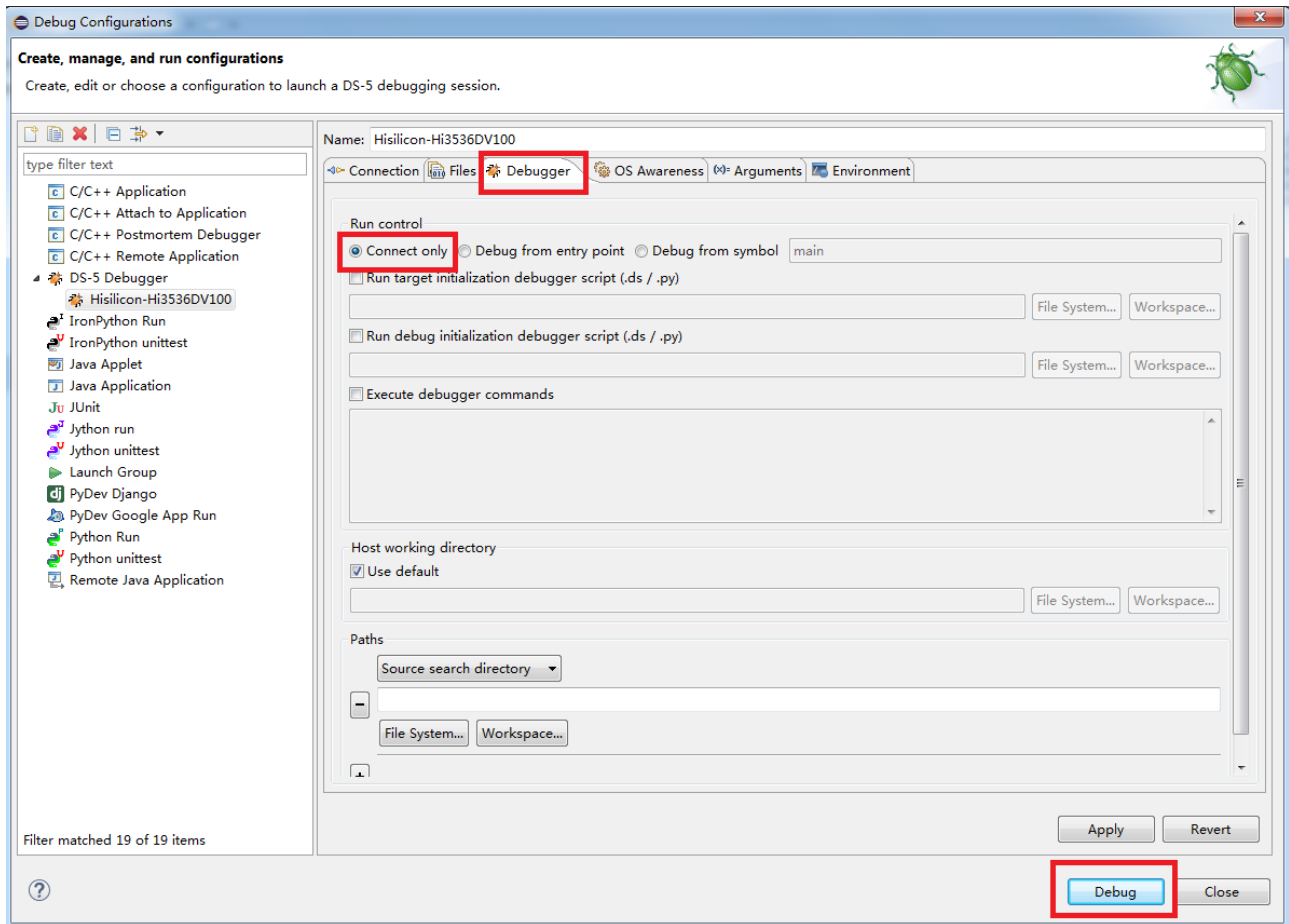 Debug Configurations
Create, manage, and run configurations
Create, edit or choose a configuration to launch a DS-5 debugging session.
type filter text
C/C++ Application
C/C++ Attach to Application
C/C++ Postmortem Debugger
C/C++ Remote Application
DS-5 Debugger
Hisilicon-Hi3536DV100
IronPython Run
IronPython unittest
Java Applet
Java Application
JUnit
Jython run
Jython unittest
Launch Group
PyDev Django
PyDev Google App Run
Python Run
Python unittest
Remote Java Application
Filter matched 19 of 19 items
Name: Hisilicon-Hi3536DV100
Connection Files Debugger OS Awareness Arguments Environment
Run control
Connect only Debug from entry point Debug from symbol main
Run target initialization debugger script (.ds / .py)
File System... Workspace...
Run debug initialization debugger script (.ds / .py)
File System... Workspace...
Execute debugger commands
Host working directory
Use default
File System... Workspace...
Paths
Source search directory
File System... Workspace...
Apply Revert
Debug Close